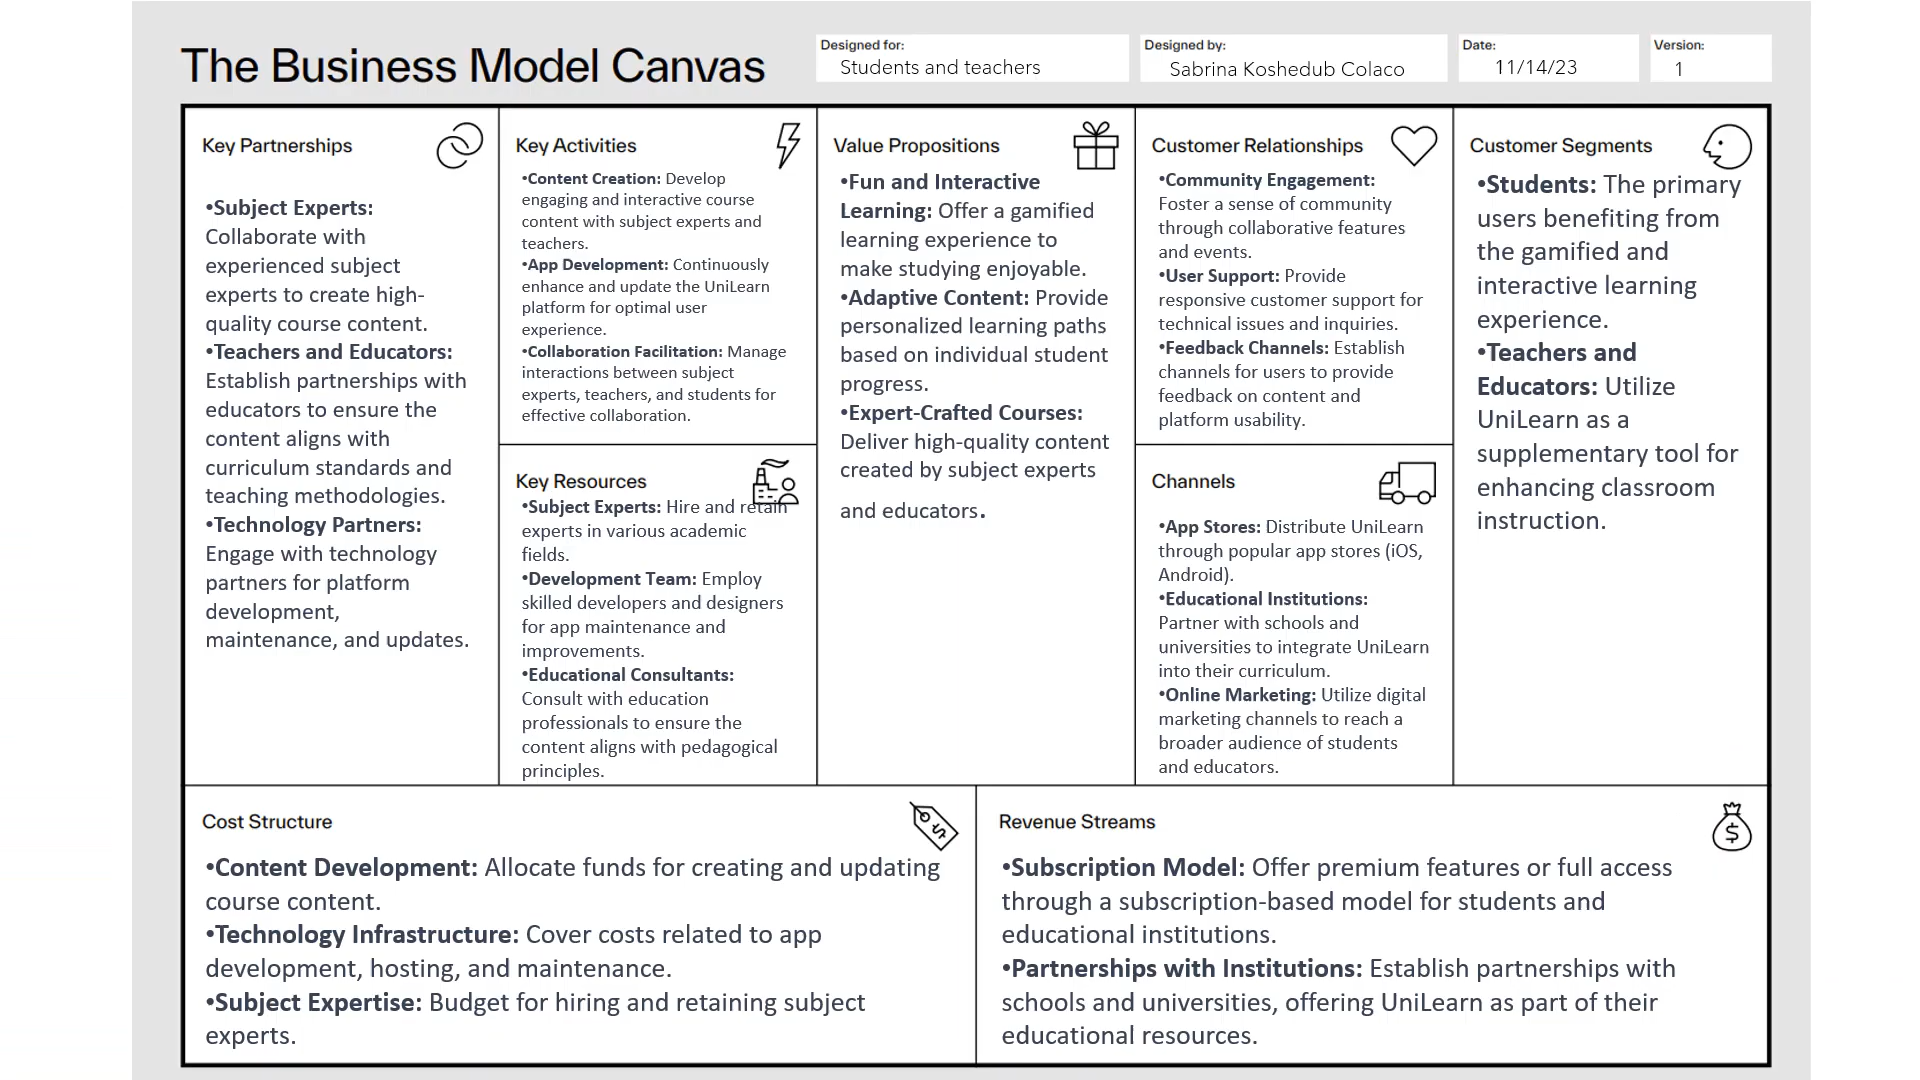 The Business Model Canvas
Designed for:
Students and teachers
Designed by:
Sabrina Koshedub Colaco
Date:
11/14/23
Version:
1
Key Partnerships
•Subject Experts:
Collaborate with
experienced subject
experts to create high-
quality course content.
•Teachers and Educators:
Establish partnerships with
educators to ensure the
content aligns with
curriculum standards and
teaching methodologies.
•Technology Partners:
Engage with technology
partners for platform
development,
maintenance, and updates.
Key Activities
•Content Creation: Develop
engaging and interactive course
content with subject experts and
teachers.
•App Development: Continuously
enhance and update the UniLearn
platform for optimal user
experience.
•Collaboration Facilitation: Manage
interactions between subject
experts, teachers, and students for
effective collaboration.
Key Resources
•Subject Experts: Hire and retain
experts in various academic
fields.
•Development Team: Employ
skilled developers and designers
for app maintenance and
improvements.
•Educational Consultants:
Consult with education
professionals to ensure the
content aligns with pedagogical
principles.
Value Propositions
•Fun and Interactive
Learning: Offer a gamified
learning experience to
make studying enjoyable.
•Adaptive Content: Provide
personalized learning paths
based on individual student
progress.
•Expert-Crafted Courses:
Deliver high-quality content
created by subject experts
and educators.
Customer Relationships
•Community Engagement:
Foster a sense of community
through collaborative features
and events.
•User Support: Provide
responsive customer support for
technical issues and inquiries.
•Feedback Channels: Establish
channels for users to provide
feedback on content and
platform usability.
Channels
•App Stores: Distribute UniLearn
through popular app stores (iOS,
Android).
•Educational Institutions:
Partner with schools and
universities to integrate UniLearn
into their curriculum.
•Online Marketing: Utilize digital
marketing channels to reach a
broader audience of students
and educators.
Customer Segments
•Students: The primary
users benefiting from
the gamified and
interactive learning
experience.
•Teachers and
Educators: Utilize
UniLearn as a
supplementary tool for
enhancing classroom
instruction.
Cost Structure
•Content Development: Allocate funds for creating and updating
course content.
•Technology Infrastructure: Cover costs related to app
development, hosting, and maintenance.
•Subject Expertise: Budget for hiring and retaining subject
experts.
Revenue Streams
•Subscription Model: Offer premium features or full access
through a subscription-based model for students and
educational institutions.
•Partnerships with Institutions: Establish partnerships with
schools and universities, offering UniLearn as part of their
educational resources.